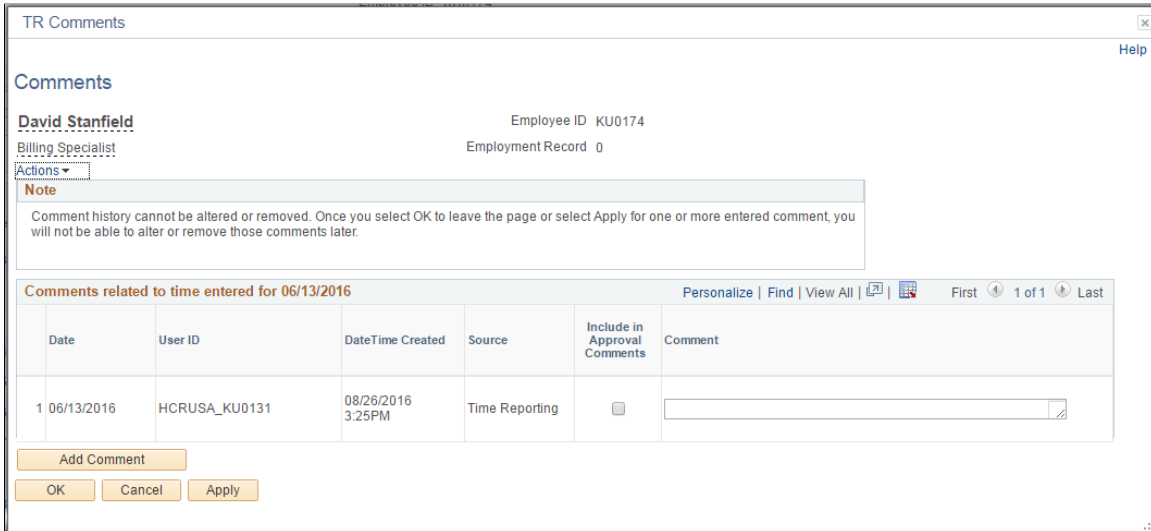 TR Comments
Help
Comments
David Stanfield
Employee ID KU0174
Billing Specialist
Employment Record 0
Actions
Note
Comment history cannot be altered or removed. Once you select OK to leave the page or select Apply for one or more entered comment, you
will not be able to alter or remove those comments later.
Comments related to time entered for 06/13/2016
Personalize | Find | View All | First 1 of 1 Last
Date User ID DateTime Created Source Include in Approval Comments Comment
1 06/13/2016 HCRUSA_KU0131 08/26/2016 3:25PM Time Reporting
Add Comment
OK Cancel Apply